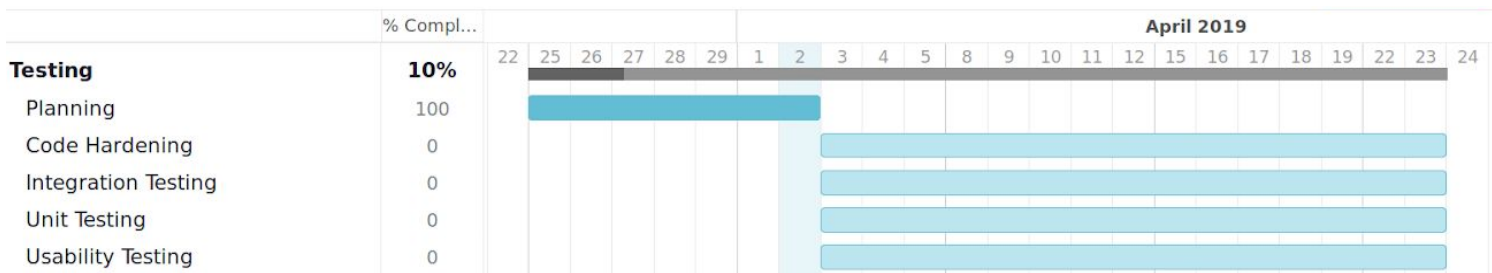 % Compl... April 2019
22 25 26 27 28 29 1 2 3 4 5 8 9 10 11 12 15 16 17 18 19 22 23 24
Testing 10%
Planning 100
Code Hardening 0
Integration Testing 0
Unit Testing 0
Usability Testing 0